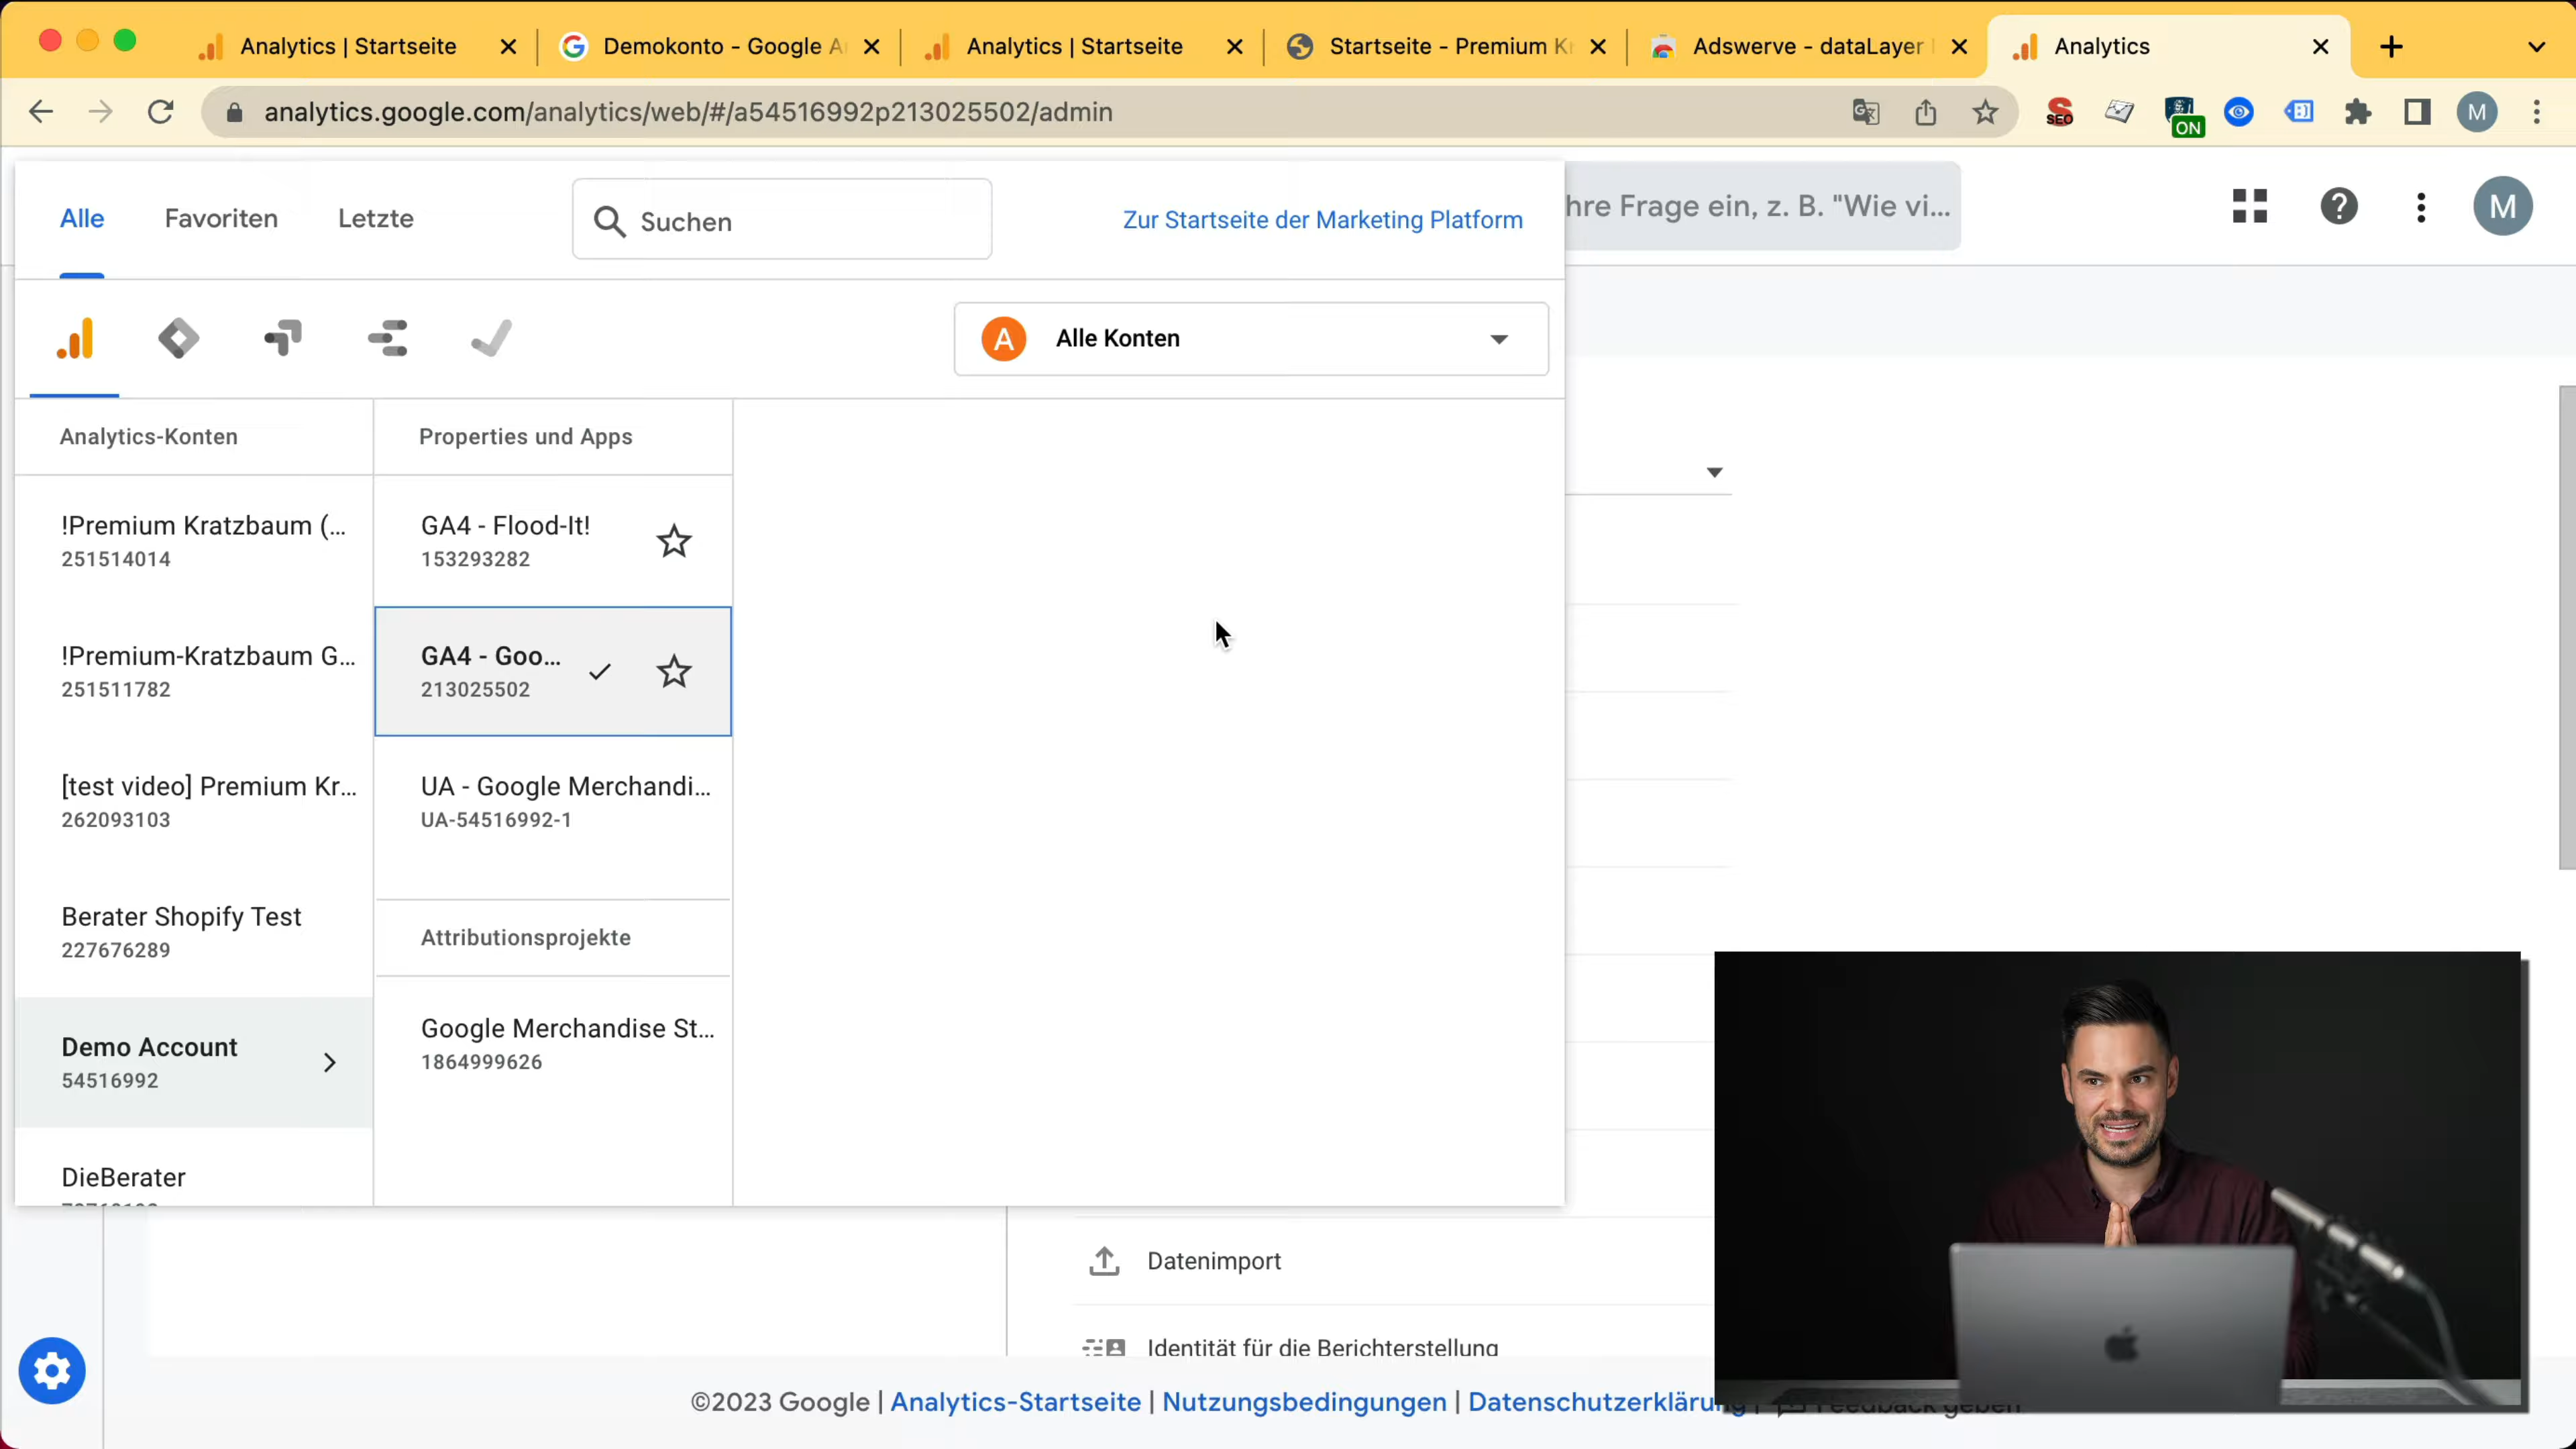 Analytics | Startseite
Demokonto - Google A
Analytics | Startseite
Startseite - Premium K
Adswerve - dataLayer
Analytics
analytics.google.com/analytics/web/#/a54516992p213025502/admin
SEO
ON
M
Alle
Favoriten
Letzte
Suchen
Zur Startseite der Marketing Platform
hre Frage ein, z. B. "Wie vi...
M
A
Alle Konten
Analytics-Konten
Properties und Apps
!Premium Kratzbaum (...
251514014
!Premium-Kratzbaum G...
251511782
[test video] Premium Kr...
262093103
Berater Shopify Test
227676289
Demo Account
54516992
DieBerater
GA4 - Flood-It!
153293282
GA4 - Goo...
213025502
UA - Google Merchandi...
UA-54516992-1
Attributionsprojekte
Google Merchandise St...
1864999626
Datenimport
Identität für die Berichterstellung
©2023 Google | Analytics-Startseite | Nutzungsbedingungen | Datenschutzerklärung | Feedback geben